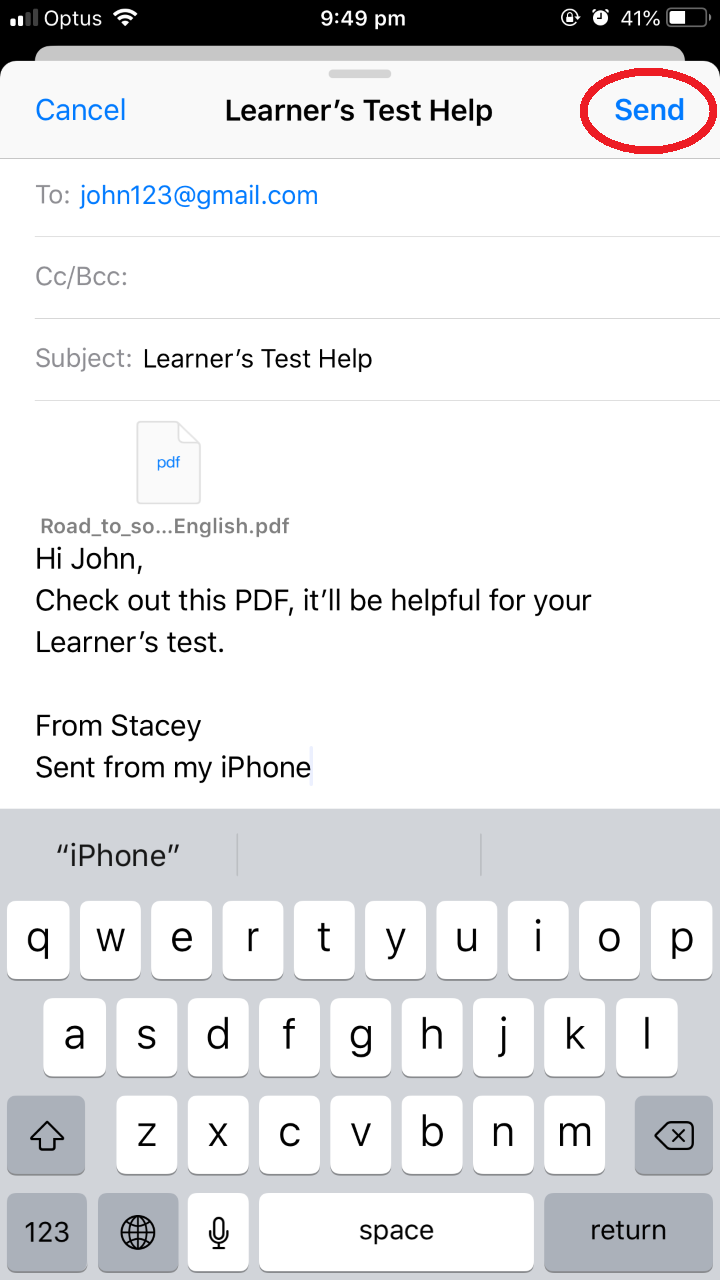 Optus 9:49 pm 41%
Cancel Learner’s Test Help Send
To: john123@gmail.com
Cc/Bcc:
Subject: Learner’s Test Help
pdf
Road_to_so...English.pdf
Hi John,
Check out this PDF, it’ll be helpful for your
Learner’s test.
From Stacey
Sent from my iPhone
“iPhone”
q w e r t y u i o p
a s d f g h j k l
z x c v b n m
123 space return